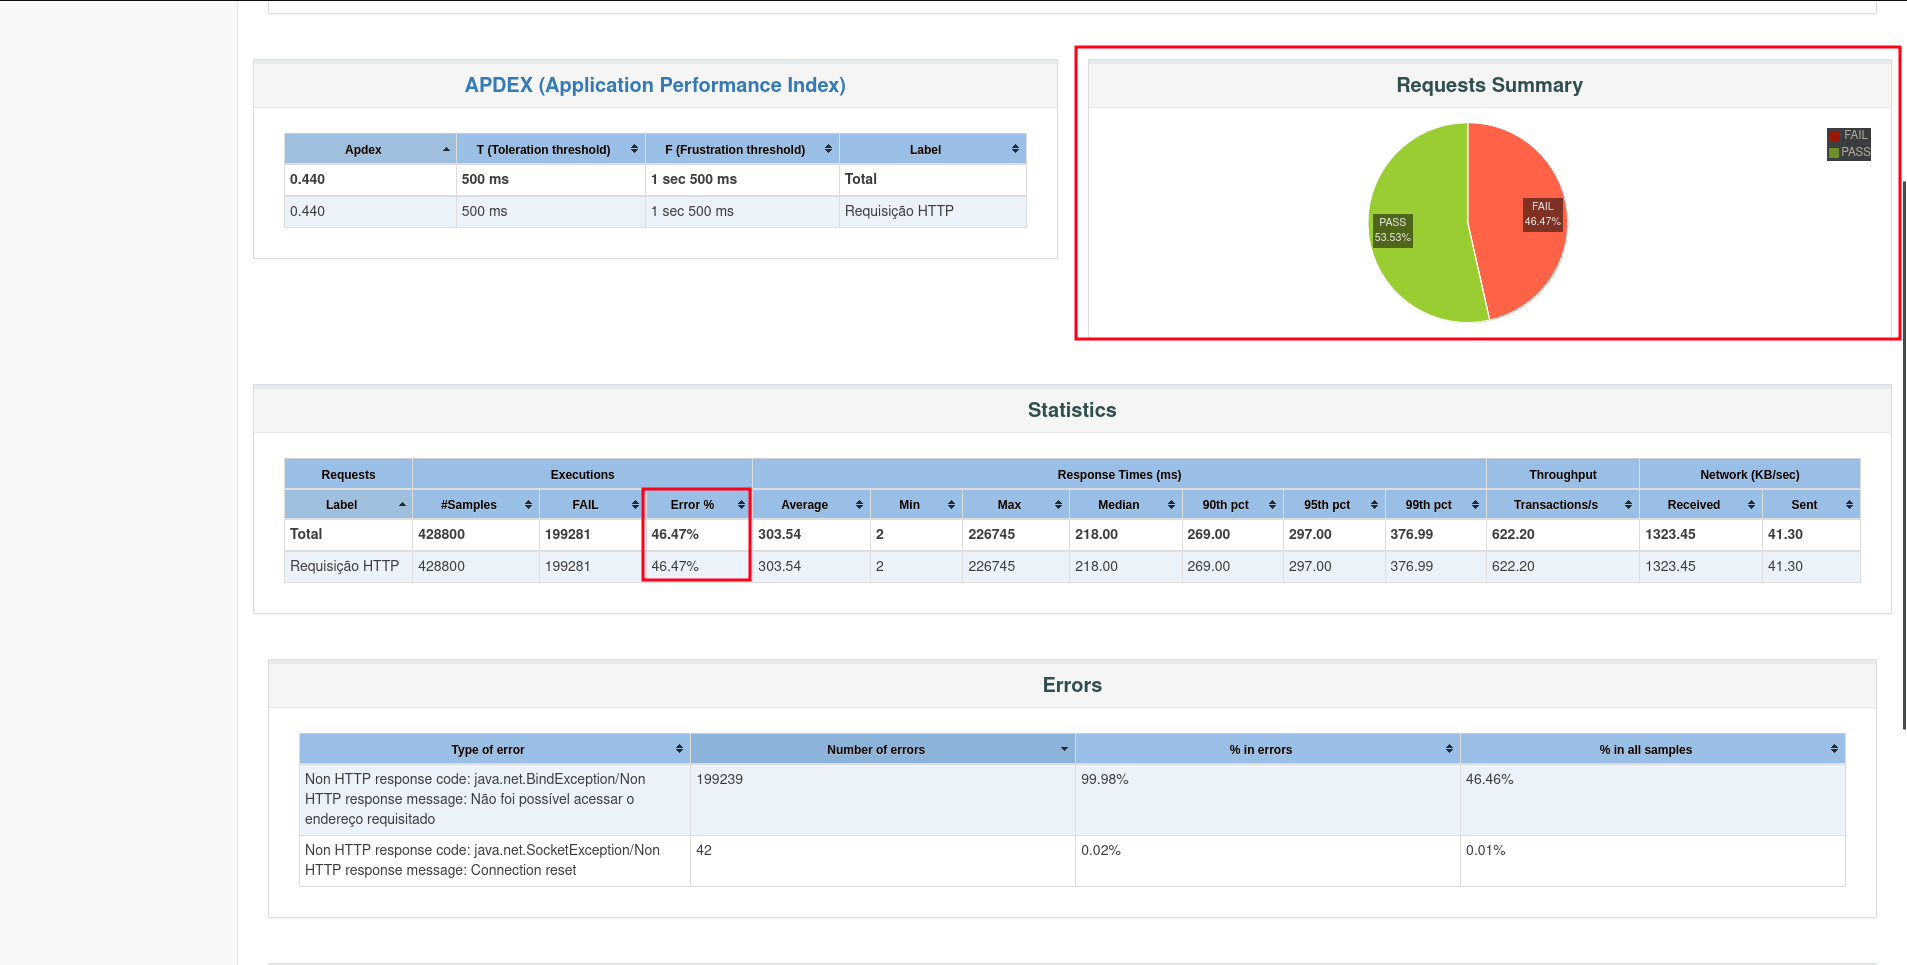 APDEX (Application Performance Index)
Apdex T (Toleration threshold) F (Frustration threshold) Label
0.440 500 ms 1 sec 500 ms Total
0.440 500 ms 1 sec 500 ms Requisição HTTP
Requests Summary
FAIL
PASS
FAIL
46.47%
PASS
53.53%
Statistics
Requests Executions Response Times (ms) Throughput Network (KB/sec)
Label #Samples FAIL Error % Average Min Max Median 90th pct 95th pct 99th pct Transactions/s Received Sent
Total 428800 199281 46.47% 303.54 2 226745 218.00 269.00 297.00 376.99 622.20 1323.45 41.30
Requisição HTTP 428800 199281 46.47% 303.54 2 226745 218.00 269.00 297.00 376.99 622.20 1323.45 41.30
Errors
Type of error Number of errors % in errors % in all samples
Non HTTP response code: java.net.BindException/Non 199239 99.98% 46.46%
HTTP response message: Não foi possível acessar o
endereço requisitado
Non HTTP response code: java.net.SocketException/Non 42 0.02% 0.01%
HTTP response message: Connection reset